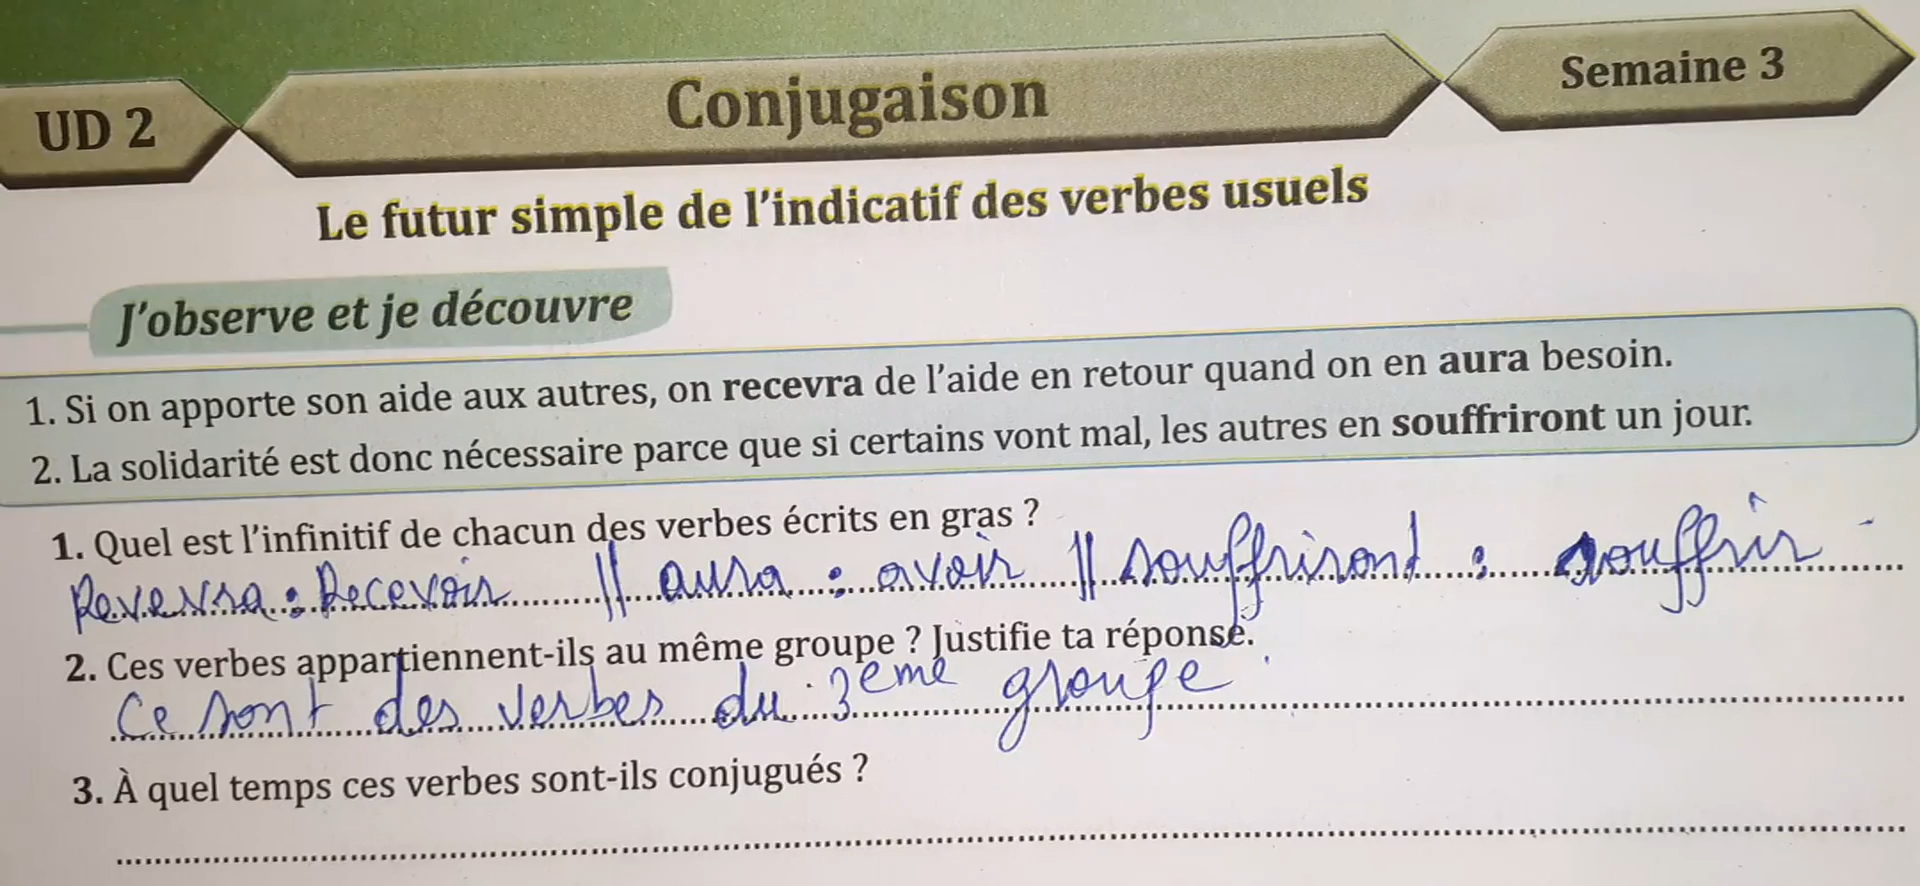 UD 2
Conjugaison
Semaine 3
Le futur simple de l'indicatif des verbes usuels
J'observe et je découvre
1. Si on apporte son aide aux autres, on recevra de l'aide en retour quand on en aura besoin.
2. La solidarité est donc nécessaire parce que si certains vont mal, les autres en souffriront un jour.
1. Quel est l'infinitif de chacun des verbes écrits en gras ?
Revevra : Recevoir || aura : avoir || souffriront : souffrir
2. Ces verbes appartiennent-ils au même groupe ? Justifie ta réponse.
Ce sont des verbes du 3eme groupe.
3. À quel temps ces verbes sont-ils conjugués ?